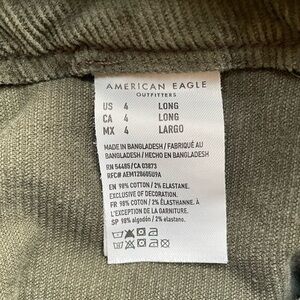 AMERICAN EAGLE
OUTFITTERS
US 4 LONG
CA 4 LONG
MX 4 LARGO
MADE IN BANGLADESH / FABRIQUÉ AU
BANGLADESH / HECHO EN BANGLADESH
RN 54485/CA 03873
RFC# AEM12060509A
EN 98% COTTON / 2% ELASTANE.
EXCLUSIVE OF DECORATION.
FR 98% COTON / 2% ÉLASTHANNE. À
L'EXCEPTION DE LA GARNITURE.
SP 98% algodón / 2% elastano.